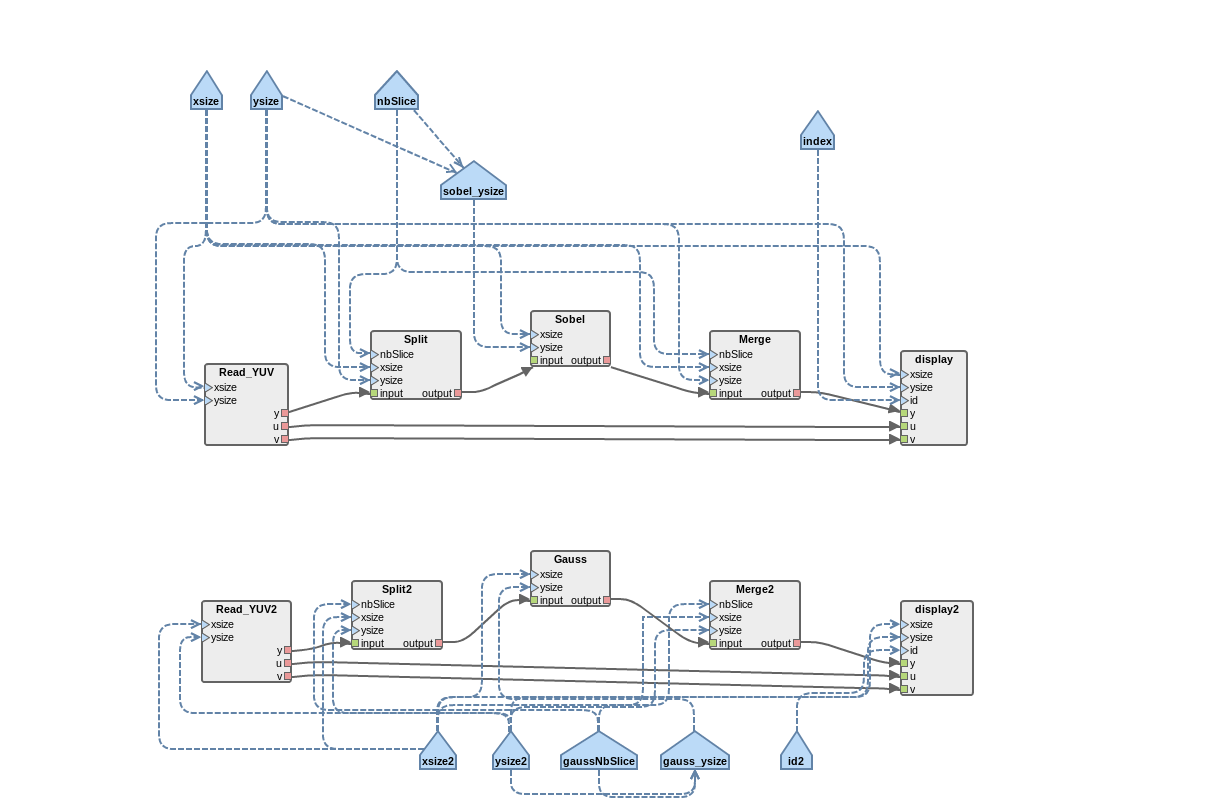 xsize
ysize
nbSlice
index
sobel_ysize
Read_YUV
xsize
ysize
y
u
v
Split
nbSlice
xsize
ysize
input output
Sobel
xsize
ysize
input output
Merge
nbSlice
xsize
ysize
input output
display
xsize
ysize
id
y
u
v
Read_YUV2
xsize
ysize
y
u
v
Split2
nbSlice
xsize
ysize
input output
Gauss
xsize
ysize
input output
Merge2
nbSlice
xsize
ysize
input output
display2
xsize
ysize
id
y
u
v
xsize2
ysize2
gaussNbSlice
gauss_ysize
id2